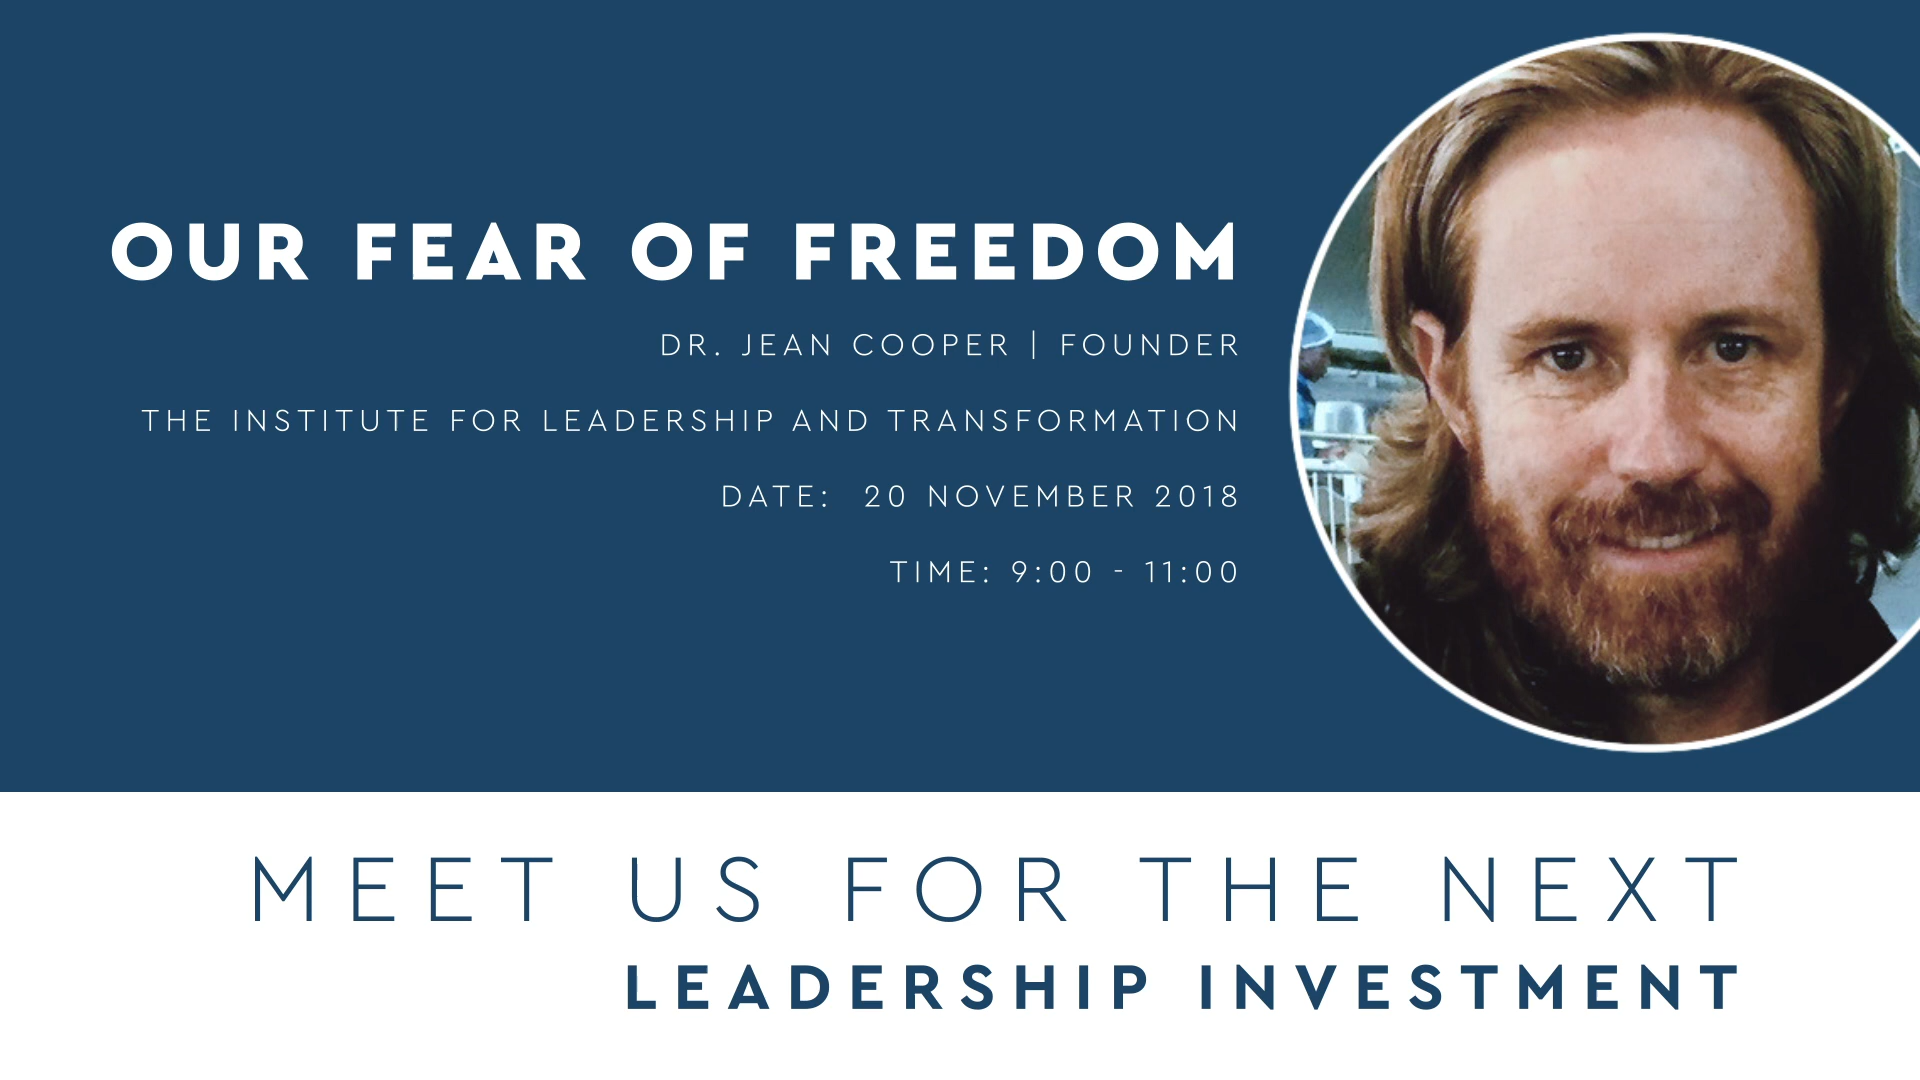 OUR FEAR OF FREEDOM
DR. JEAN COOPER | FOUNDER
THE INSTITUTE FOR LEADERSHIP AND TRANSFORMATION
DATE: 20 NOVEMBER 2018
TIME: 9:00 - 11:00
MEET US FOR THE NEXT
LEADERSHIP INVESTMENT